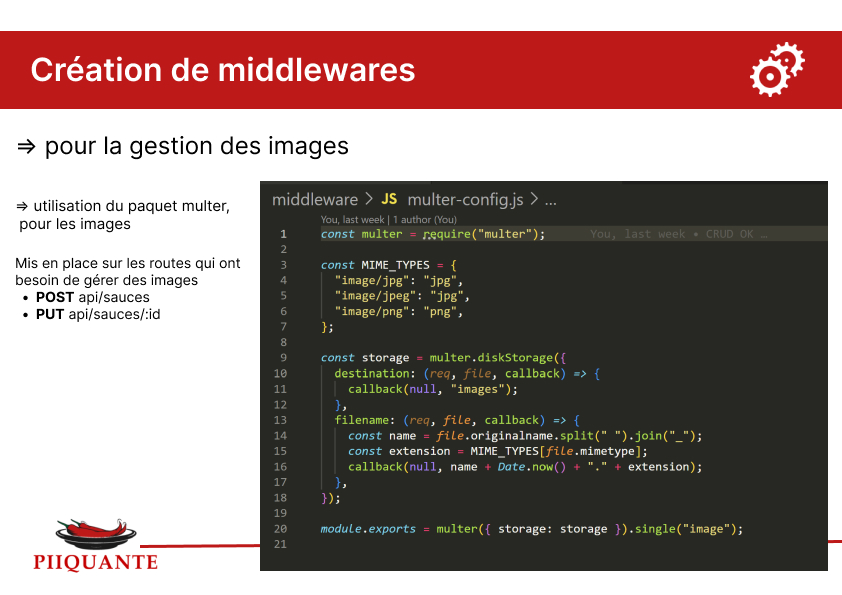 Création de middlewares
⇒ pour la gestion des images
⇒ utilisation du paquet multer,
pour les images
Mis en place sur les routes qui ont
besoin de gérer des images
• POST api/sauces
• PUT api/sauces/:id
middleware > JS multer-config.js > ...
You, last week | 1 author (You)
1 const multer = require("multer"); You, last week • CRUD OK …
2
3 const MIME_TYPES = {
4 "image/jpg": "jpg",
5 "image/jpeg": "jpg",
6 "image/png": "png",
7 };
8
9 const storage = multer.diskStorage({
10 destination: (req, file, callback) => {
11 callback(null, "images");
12 },
13 filename: (req, file, callback) => {
14 const name = file.originalname.split(" ").join("_");
15 const extension = MIME_TYPES[file.mimetype];
16 callback(null, name + Date.now() + "." + extension);
17 },
18 });
19
20 module.exports = multer({ storage: storage }).single("image");
21
PIIQUANTE